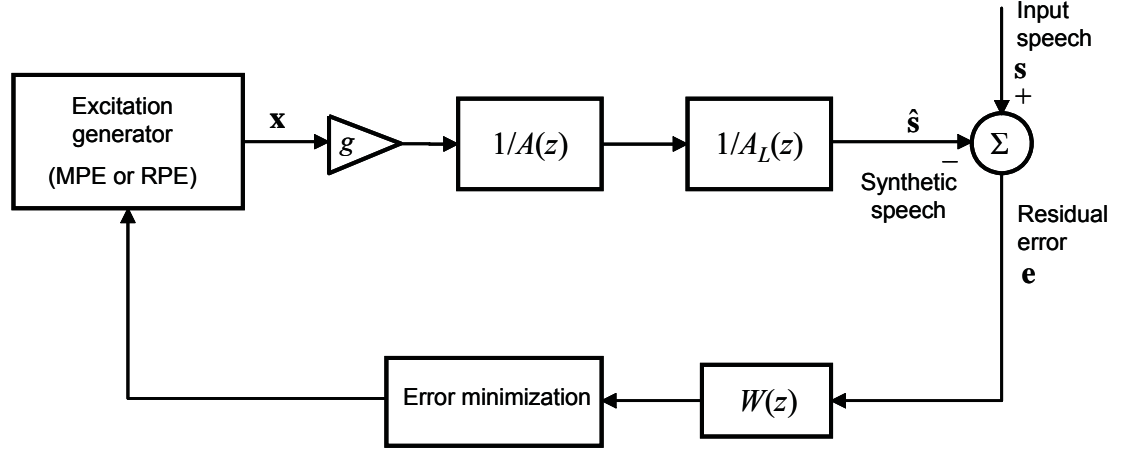 Input
speech
s
+
Excitation
generator
(MPE or RPE)
x
g
1/A(z)
1/A_L(z)
ŝ
−
Σ
Synthetic
speech
Residual
error
e
Error minimization
W(z)